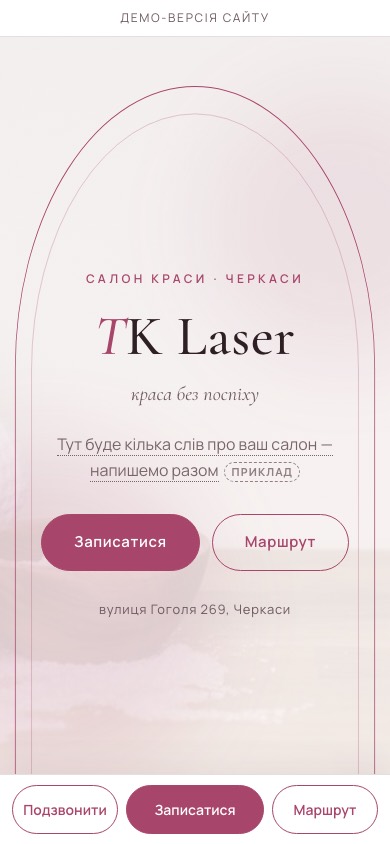 ДЕМО-ВЕРСІЯ САЙТУ
САЛОН КРАСИ · ЧЕРКАСИ
TK Laser
краса без поспіху
Тут буде кілька слів про ваш салон —
напишемо разом ПРИКЛАД
Записатися Маршрут
вулиця Гоголя 269, Черкаси
Подзвонити Записатися Маршрут